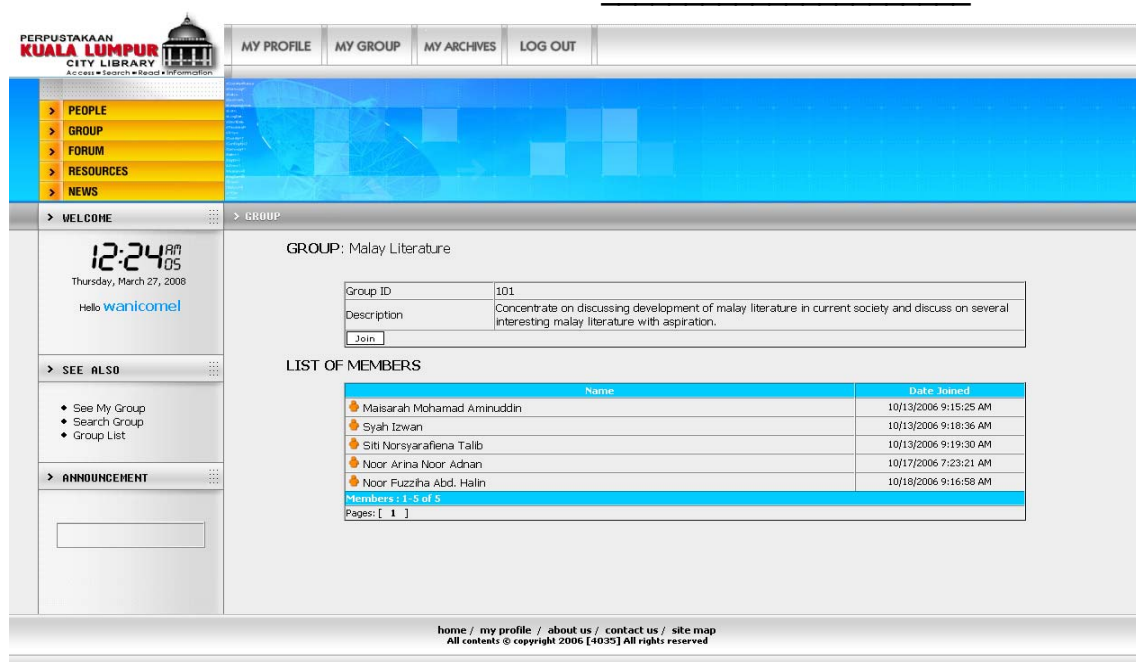 PERPUSTAKAAN
KUALA LUMPUR
CITY LIBRARY
Access Search Read Information
MY PROFILE MY GROUP MY ARCHIVES LOG OUT
PEOPLE
GROUP
FORUM
RESOURCES
NEWS
> WELCOME
> GROUP
12:24 AM 05
Thursday, March 27, 2008
Hello wanicomel
GROUP: Malay Literature
Group ID 101
Description Concentrate on discussing development of malay literature in current society and discuss on several
interesting malay literature with aspiration.
Join
> SEE ALSO
See My Group
Search Group
Group List
> ANNOUNCEMENT
LIST OF MEMBERS
Name Date Joined
Maisarah Mohamad Aminuddin 10/13/2006 9:15:25 AM
Syah Izwan 10/13/2006 9:18:36 AM
Siti Norsyarafiena Talib 10/13/2006 9:19:30 AM
Noor Arina Noor Adnan 10/17/2006 7:23:21 AM
Noor Fuzziha Abd. Halin 10/18/2006 9:16:58 AM
Members : 1-5 of 5
Pages: [ 1 ]
home / my profile / about us / contact us / site map
All contents © copyright 2006 [4035] All rights reserved